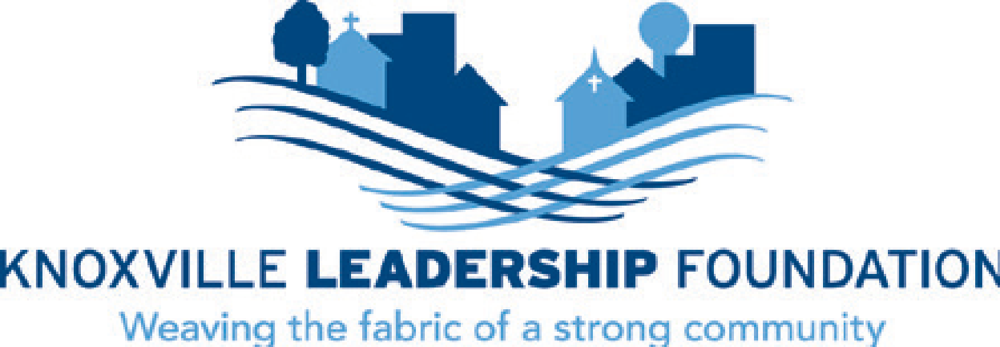 KNOXVILLE LEADERSHIP FOUNDATION
Weaving the fabric of a strong community